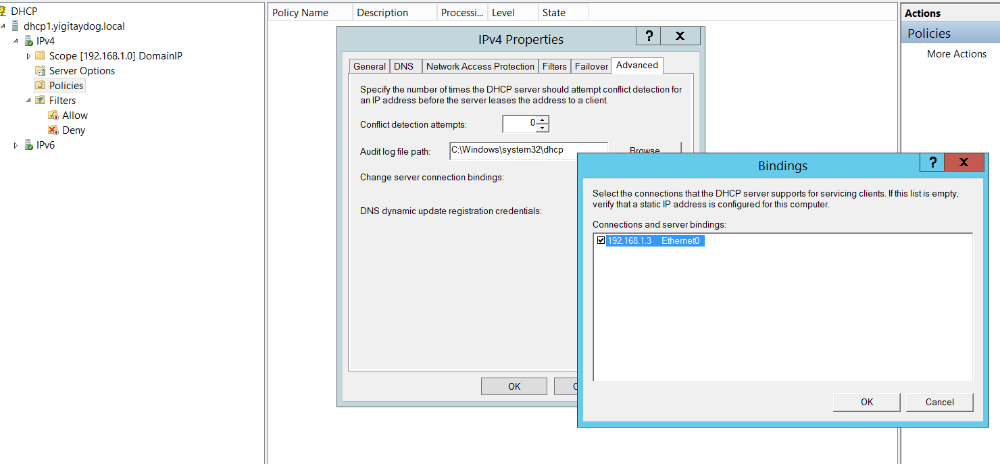 DHCP
dhcp1.yigitaydog.local
IPv4
Scope [192.168.1.0] DomainIP
Server Options
Policies
Filters
Allow
Deny
IPv6
Policy Name Description Processi... Level State
IPv4 Properties
? X
General DNS Network Access Protection Filters Failover Advanced
Specify the number of times the DHCP server should attempt conflict detection for
an IP address before the server leases the address to a client.
Conflict detection attempts: 0
Audit log file path: C:\Windows\system32\dhcp Browse
Change server connection bindings:
DNS dynamic update registration credentials:
OK
Bindings
? X
Select the connections that the DHCP server supports for servicing clients. If this list is empty,
verify that a static IP address is configured for this computer.
Connections and server bindings:
192.168.1.3 Ethernet0
OK Cancel
Actions
Policies
More Actions